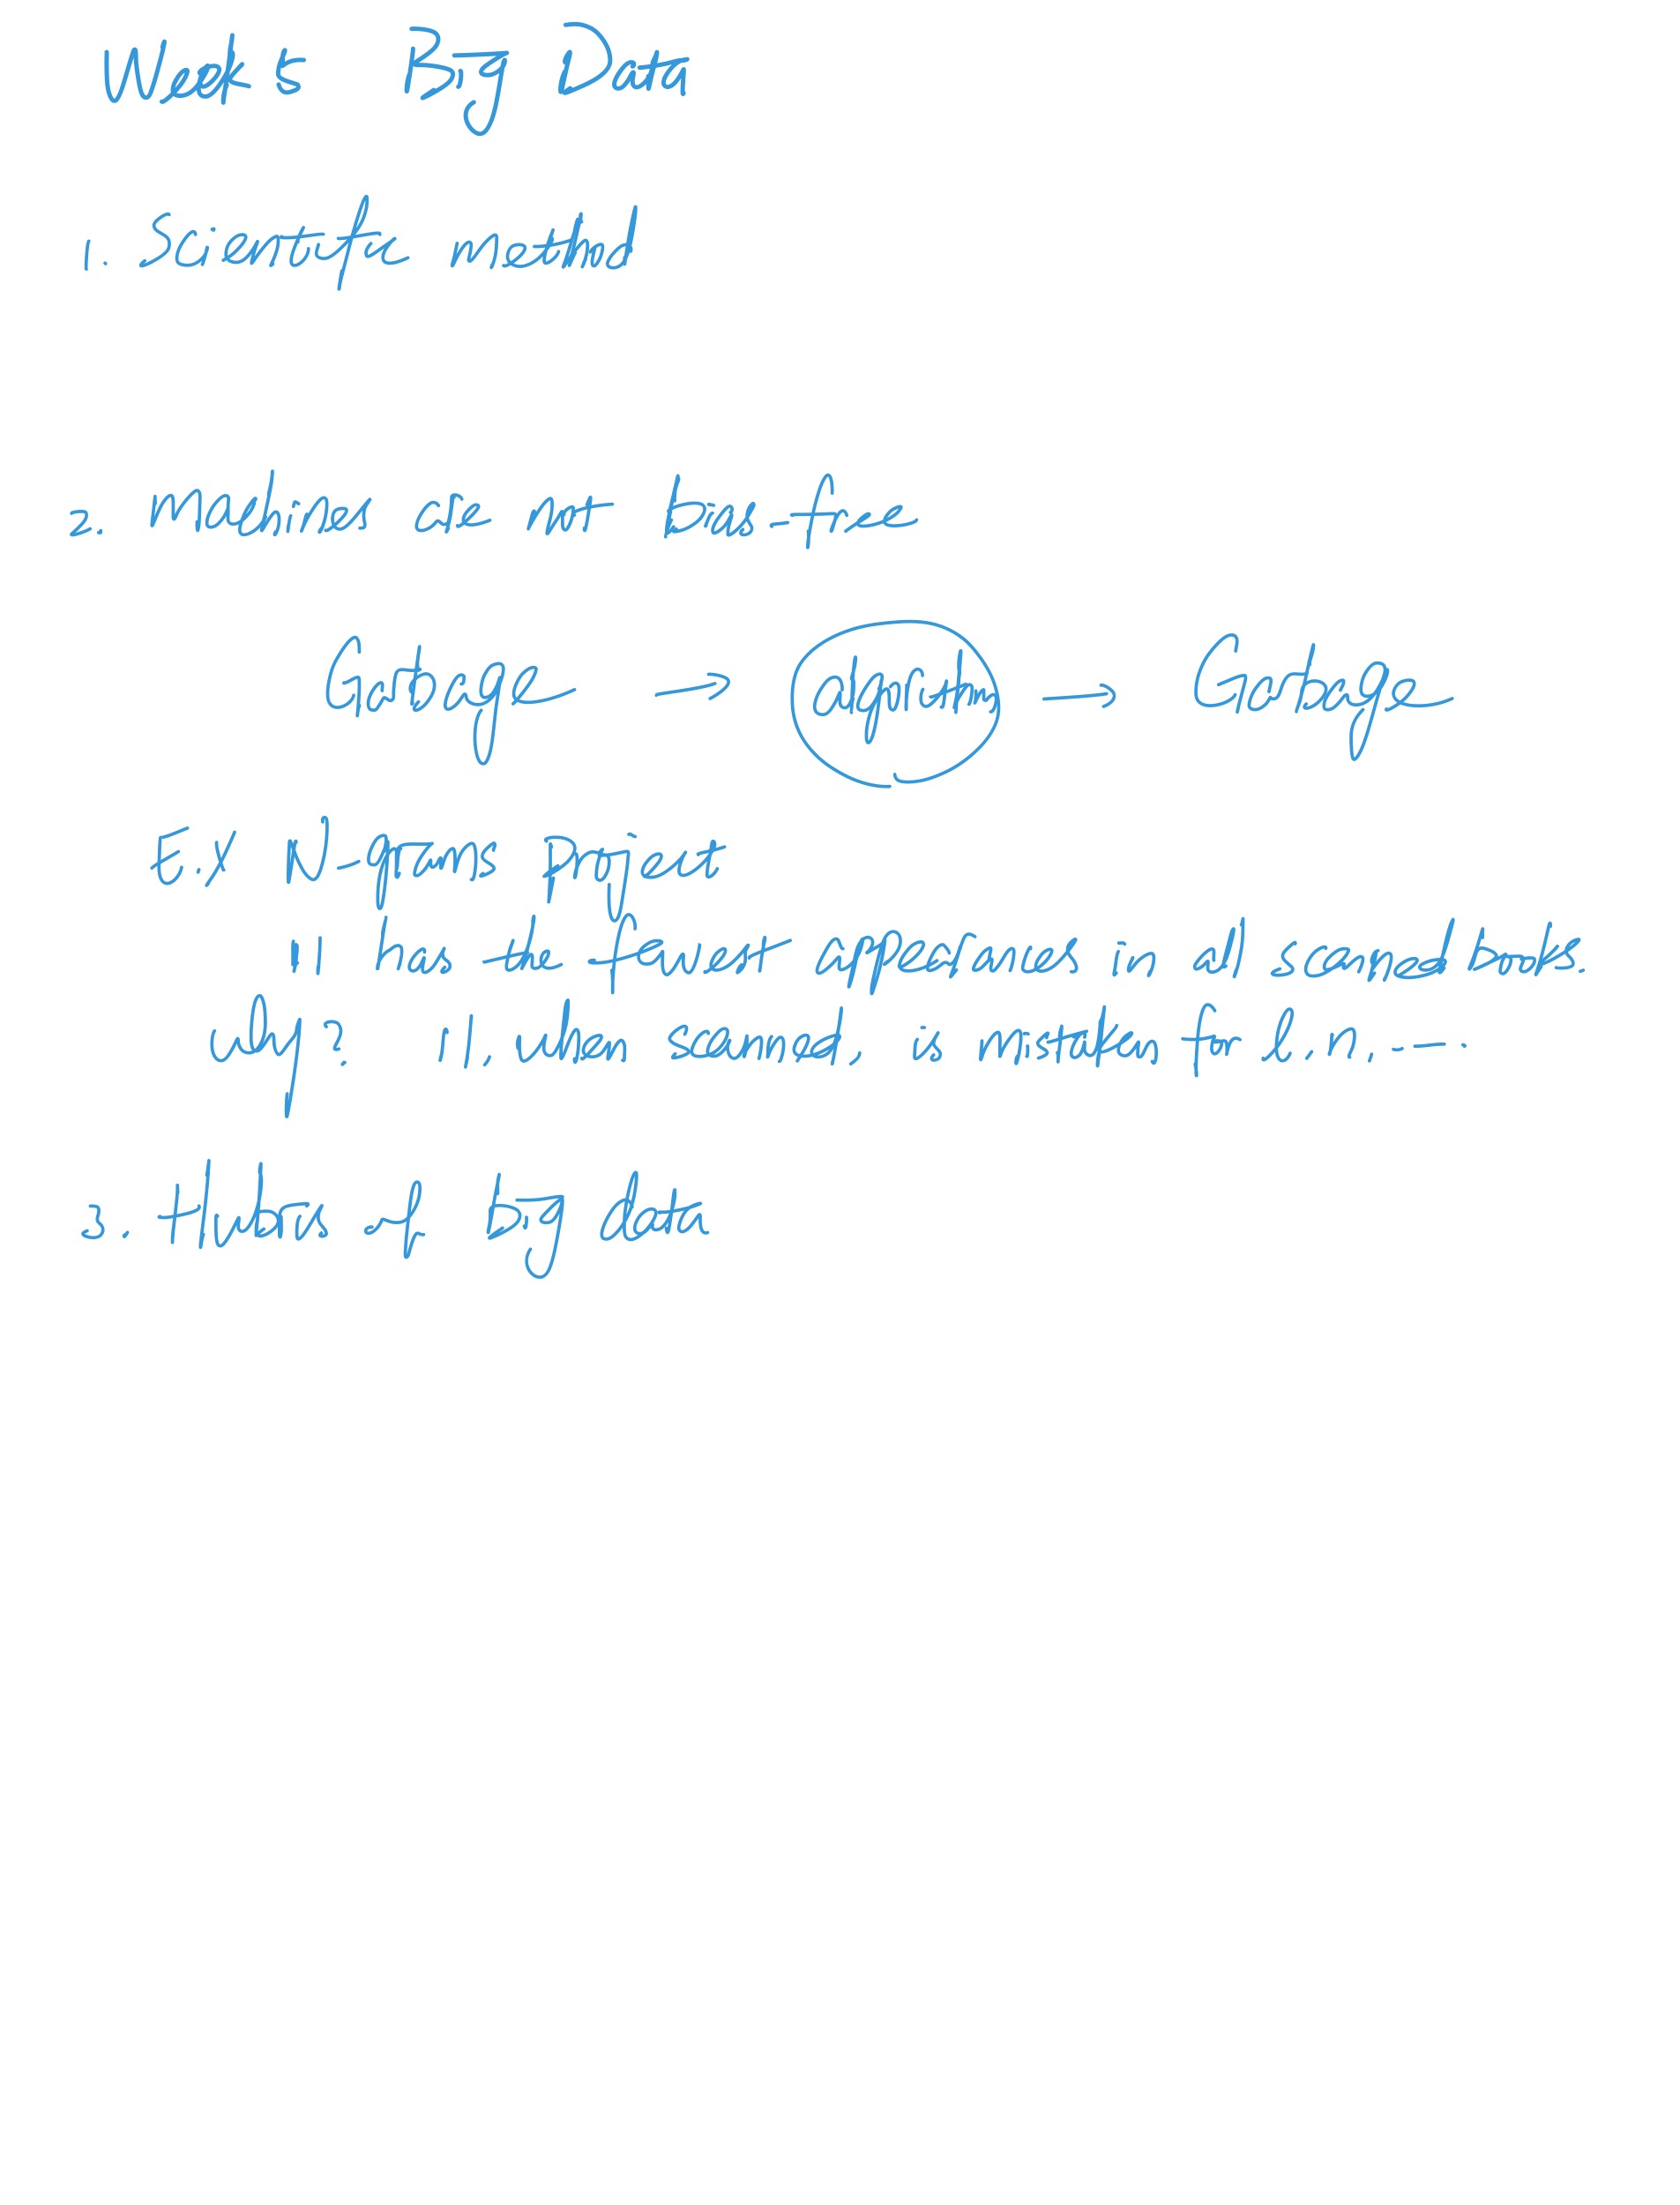 Week 5 Big Data
1. Scientific method
2. Machines are not bias-free
Garbage → algorithm → Garbage
E.X N-grams project
11 has the fewest appearances in all scanned books.
why? 11, when scanned, is mistaken for l.n, ---.
3. Hubris of big data